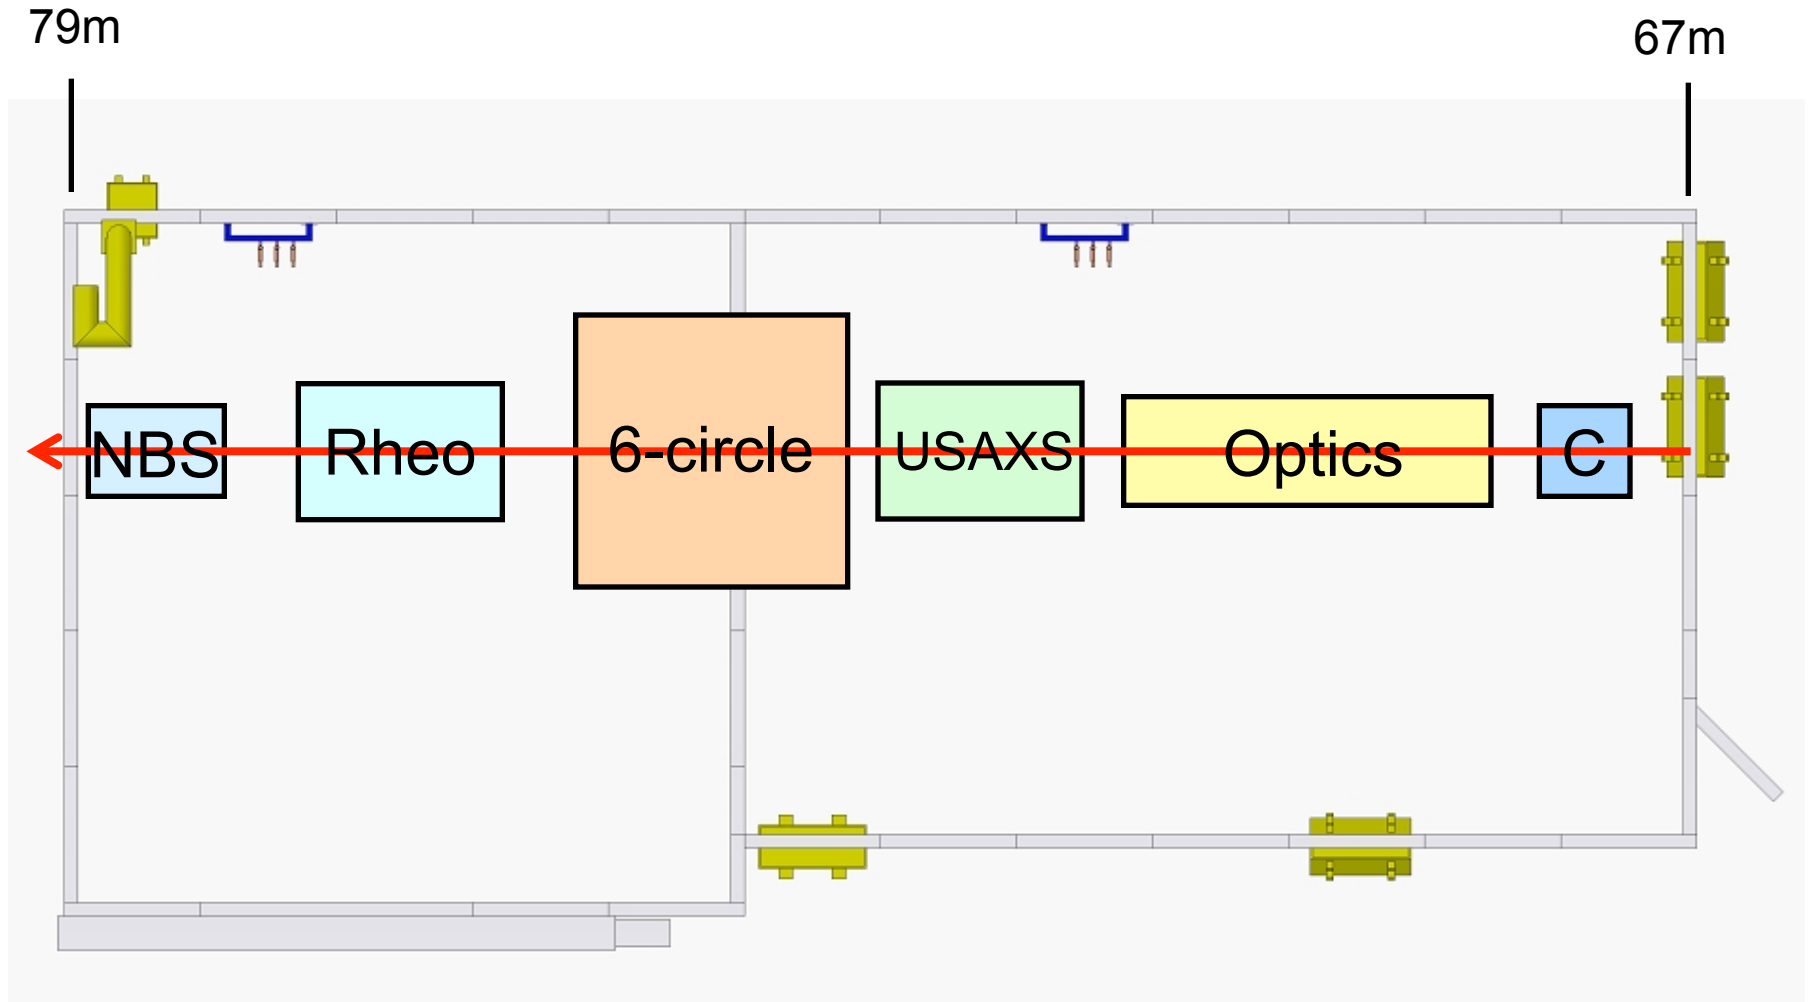 79m
67m
NBS
Rheo
6-circle
USAXS
Optics
C